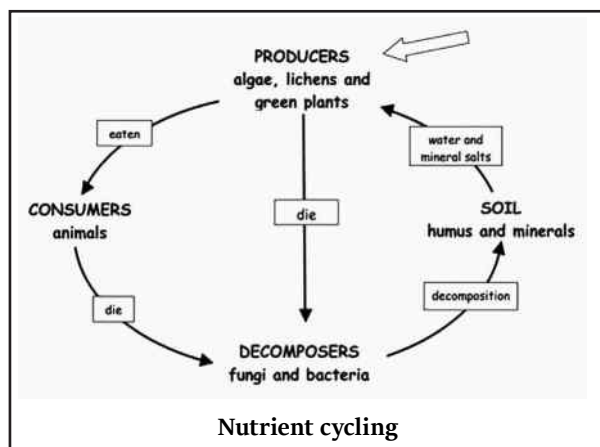 PRODUCERS
algae, lichens and
green plants
eaten
water and
mineral salts
CONSUMERS
animals
die
SOIL
humus and minerals
die
decomposition
DECOMPOSERS
fungi and bacteria
Nutrient cycling